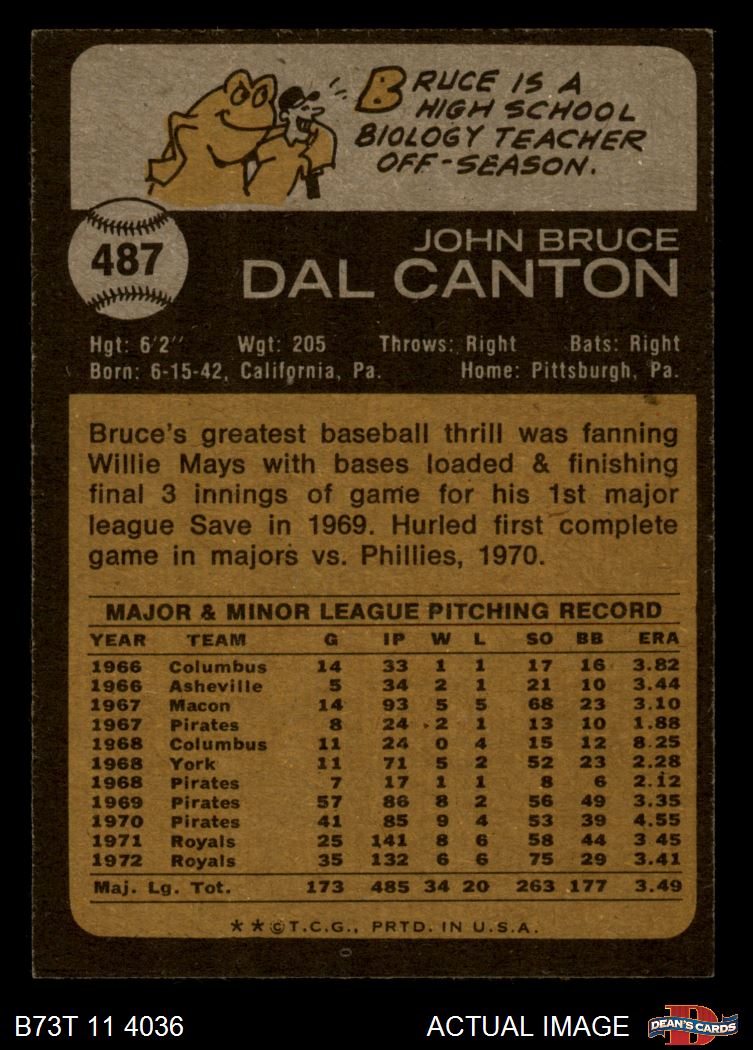 BRUCE IS A
HIGH SCHOOL
BIOLOGY TEACHER
OFF-SEASON.
487
JOHN BRUCE
DAL CANTON
Hgt: 6'2" Wgt: 205 Throws: Right Bats: Right
Born: 6-15-42, California, Pa. Home: Pittsburgh, Pa.
Bruce's greatest baseball thrill was fanning
Willie Mays with bases loaded & finishing
final 3 innings of game for his 1st major
league Save in 1969. Hurled first complete
game in majors vs. Phillies, 1970.
MAJOR & MINOR LEAGUE PITCHING RECORD
YEAR TEAM G IP W L SO BB ERA
1966 Columbus 14 33 1 1 17 16 3.82
1966 Asheville 5 34 2 1 21 10 3.44
1967 Macon 14 93 5 5 68 23 3.10
1967 Pirates 8 24 2 1 13 10 1.88
1968 Columbus 11 24 0 4 15 12 8.25
1968 York 11 71 5 2 52 23 2.28
1968 Pirates 7 17 1 1 8 6 2.12
1969 Pirates 57 86 8 2 56 49 3.35
1970 Pirates 41 85 9 4 53 39 4.55
1971 Royals 25 141 8 6 58 44 3.45
1972 Royals 35 132 6 6 75 29 3.41
Maj. Lg. Tot. 173 485 34 20 263 177 3.49
**©T.C.G., PRTD. IN U.S.A.
B73T 11 4036 ACTUAL IMAGE D DEAN'S CARDS